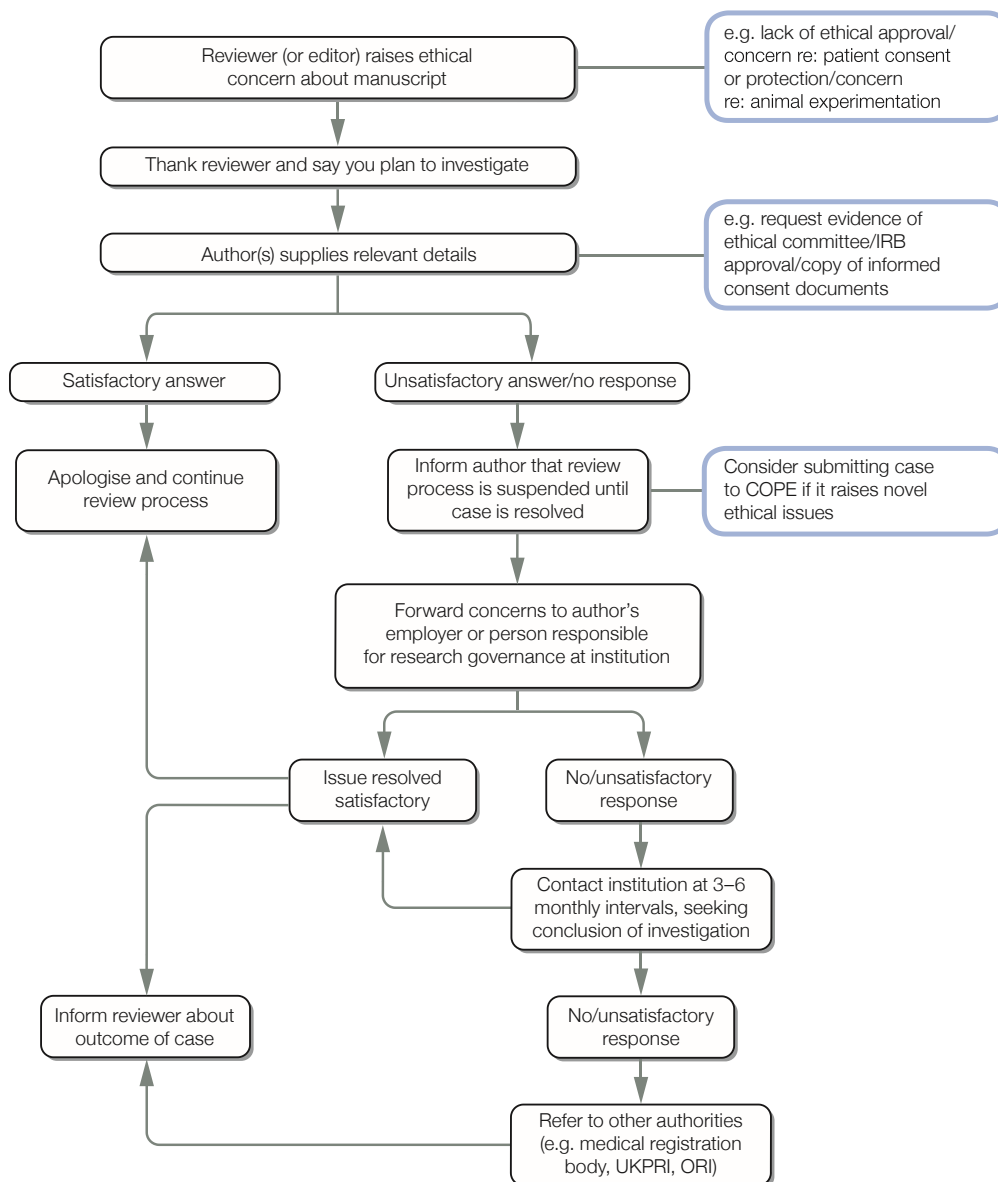 Reviewer (or editor) raises ethical
concern about manuscript
e.g. lack of ethical approval/
concern re: patient consent
or protection/concern
re: animal experimentation
Thank reviewer and say you plan to investigate
Author(s) supplies relevant details
e.g. request evidence of
ethical committee/IRB
approval/copy of informed
consent documents
Satisfactory answer
Unsatisfactory answer/no response
Apologise and continue
review process
Inform author that review
process is suspended until
case is resolved
Consider submitting case
to COPE if it raises novel
ethical issues
Forward concerns to author's
employer or person responsible
for research governance at institution
Issue resolved
satisfactory
No/unsatisfactory
response
Contact institution at 3–6
monthly intervals, seeking
conclusion of investigation
Inform reviewer about
outcome of case
No/unsatisfactory
response
Refer to other authorities
(e.g. medical registration
body, UKPRI, ORI)